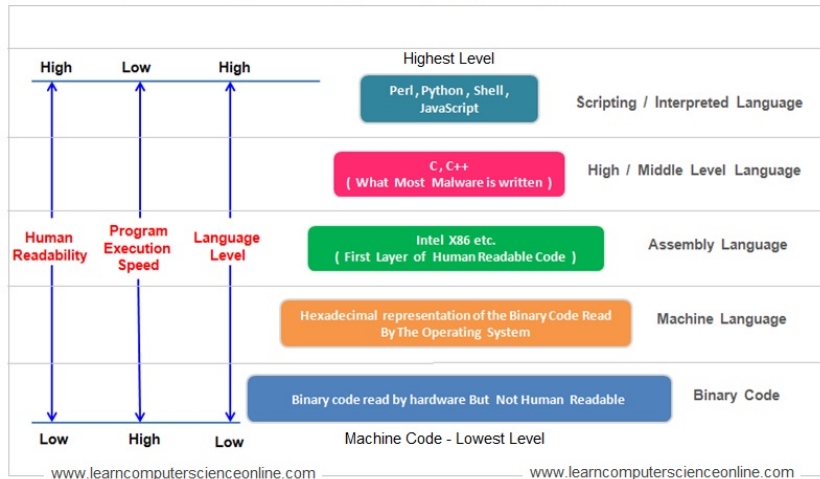 Highest Level
High
Low
High
Perl , Python , Shell ,
JavaScript
Scripting / Interpreted Language
C , C++
( What Most Malware is written )
High / Middle Level Language
Human
Readability
Program
Execution
Speed
Language
Level
Intel X86 etc.
( First Layer of Human Readable Code )
Assembly Language
Hexadecimal representation of the Binary Code Read
By The Operating System
Machine Language
Binary code read by hardware But Not Human Readable
Binary Code
Low
High
Low
Machine Code - Lowest Level
www.learncomputerscienceonline.com
www.learncomputerscienceonline.com